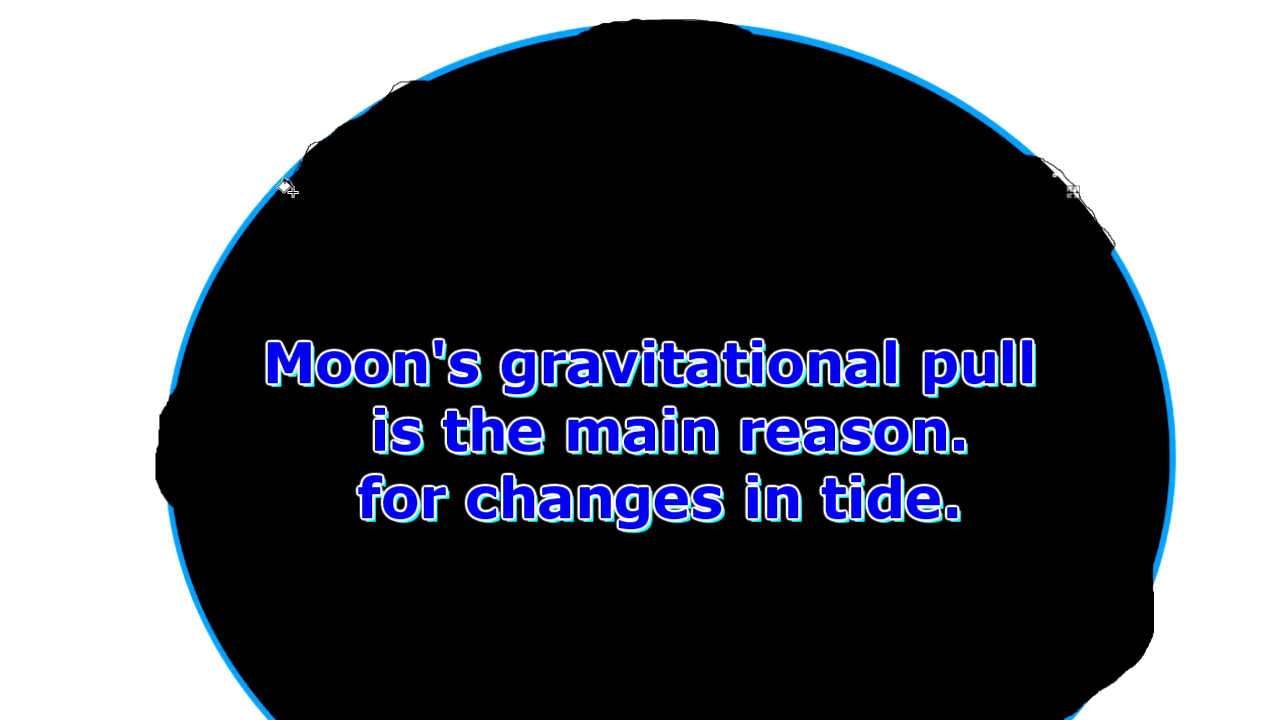 Moon's gravitational pull
is the main reason.
for changes in tide.